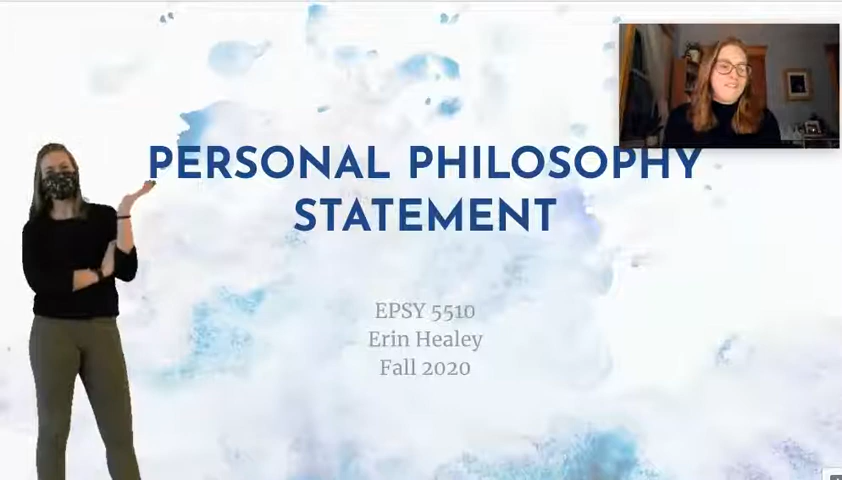 PERSONAL PHILOSOPHY
STATEMENT
EPSY 5510
Erin Healey
Fall 2020